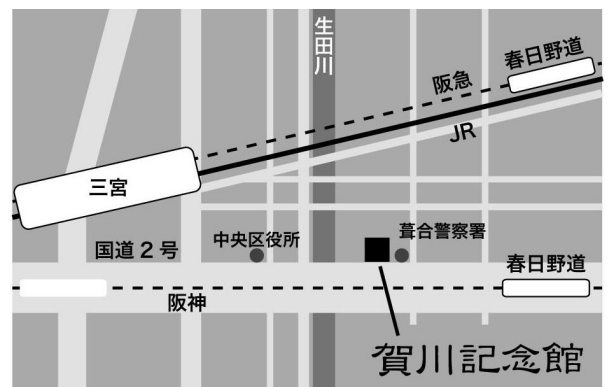 生田川
春日野道
阪急
JR
三宮
中央区役所
葺合警察署
国道2号
春日野道
阪神
賀川記念館